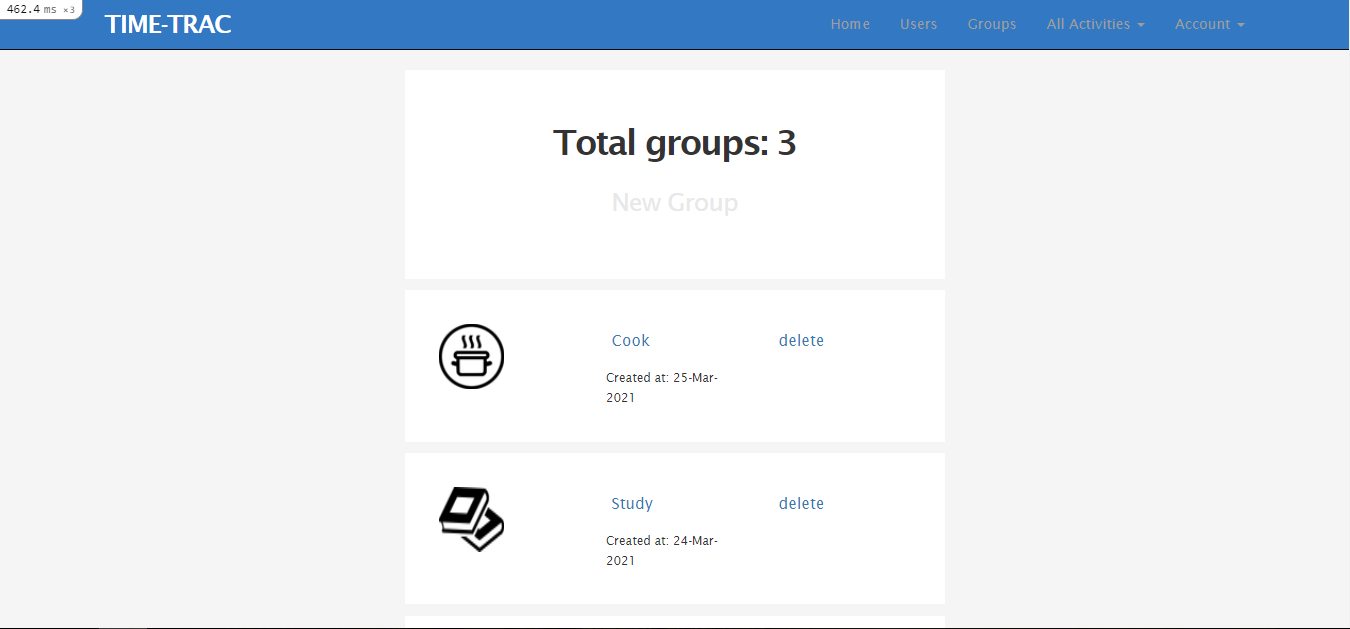 462.4 ms ×3
TIME-TRAC
Home Users Groups All Activities Account
Total groups: 3
New Group
Cook delete
Created at: 25-Mar-
2021
Study delete
Created at: 24-Mar-
2021